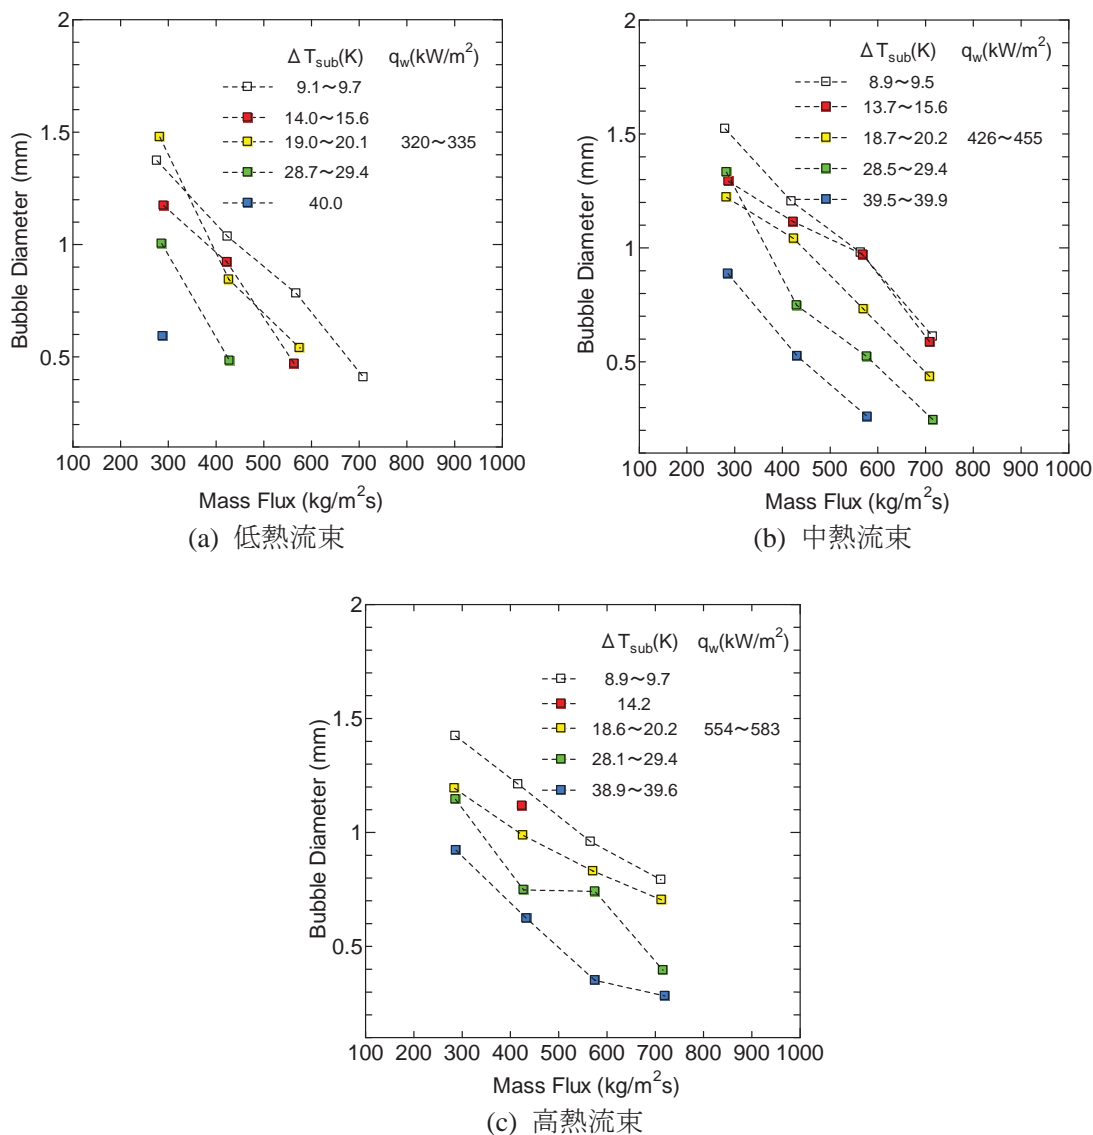 2
1.5
1
0.5
Bubble Diameter (mm)
ΔTsub(K) qw(kW/m²)
9.1～9.7
14.0～15.6
19.0～20.1 320～335
28.7～29.4
40.0
100 200 300 400 500 600 700 800 900 1000
Mass Flux (kg/m²s)
(a) 低熱流束
2
1.5
1
0.5
Bubble Diameter (mm)
ΔTsub(K) qw(kW/m²)
8.9～9.5
13.7～15.6
18.7～20.2 426～455
28.5～29.4
39.5～39.9
100 200 300 400 500 600 700 800 900 1000
Mass Flux (kg/m²s)
(b) 中熱流束
2
1.5
1
0.5
Bubble Diameter (mm)
ΔTsub(K) qw(kW/m²)
8.9～9.7
14.2
18.6～20.2 554～583
28.1～29.4
38.9～39.6
100 200 300 400 500 600 700 800 900 1000
Mass Flux (kg/m²s)
(c) 高熱流束